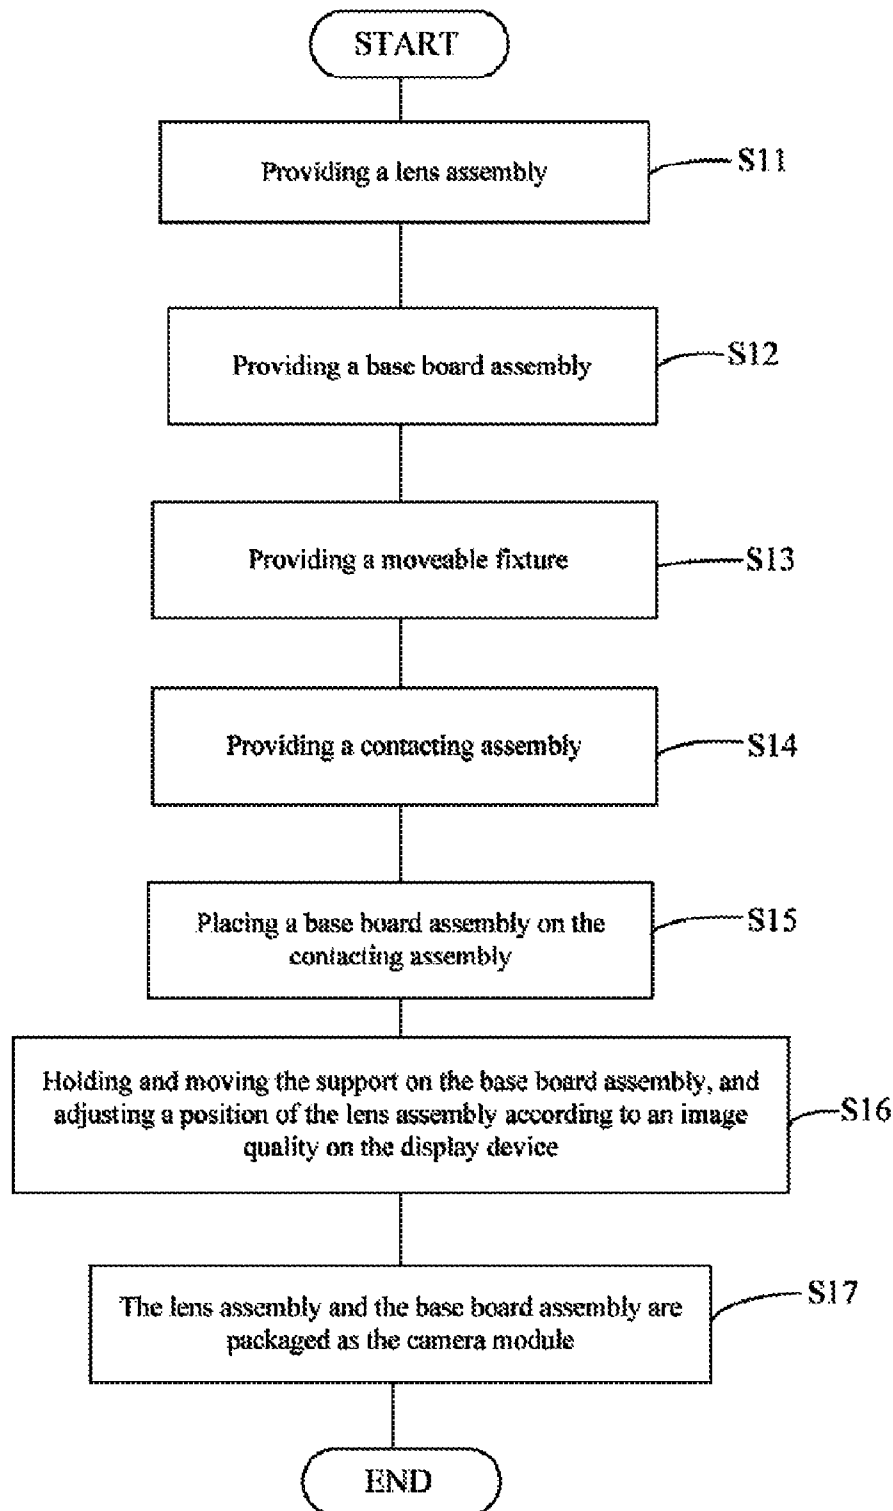 START
Providing a lens assembly
S11
Providing a base board assembly
S12
Providing a moveable fixture
S13
Providing a contacting assembly
S14
Placing a base board assembly on the
contacting assembly
S15
Holding and moving the support on the base board assembly, and
adjusting a position of the lens assembly according to an image
quality on the display device
S16
The lens assembly and the base board assembly are
packaged as the camera module
S17
END